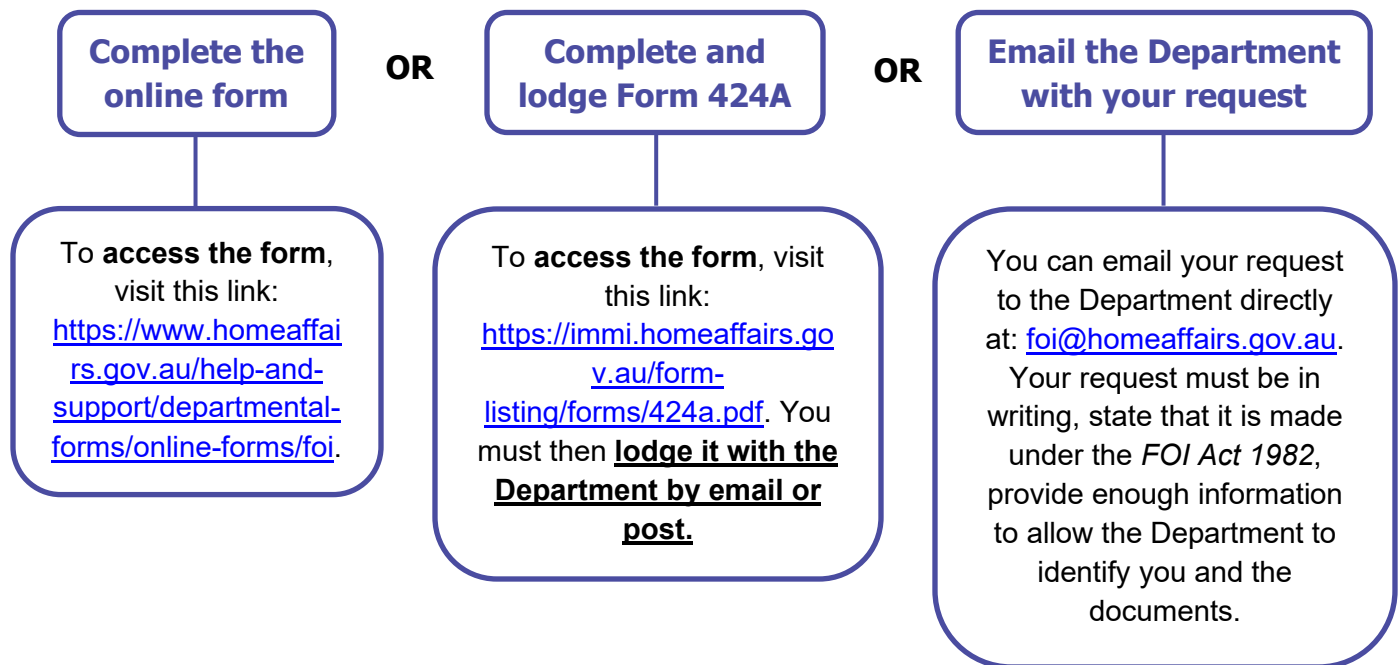 Complete the
online form
OR
Complete and
lodge Form 424A
OR
Email the Department
with your request
To access the form,
visit this link:
https://www.homeaffai
rs.gov.au/help-and-
support/departmental-
forms/online-forms/foi.
To access the form, visit
this link:
https://immi.homeaffairs.go
v.au/form-
listing/forms/424a.pdf. You
must then lodge it with the
Department by email or
post.
You can email your request
to the Department directly
at: foi@homeaffairs.gov.au.
Your request must be in
writing, state that it is made
under the FOI Act 1982,
provide enough information
to allow the Department to
identify you and the
documents.